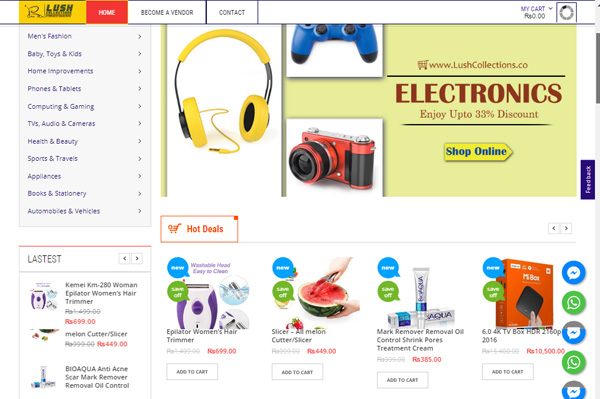 LUSH
HOME
BECOME A VENDOR
CONTACT
MY CART
₨0.00
Men's Fashion
Baby, Toys & Kids
Home Improvements
Phones & Tablets
Computing & Gaming
TVs, Audio & Cameras
Health & Beauty
Sports & Travels
Appliances
Books & Stationery
Automobiles & Vehicles
www.LushCollections.co
ELECTRONICS
Enjoy Upto 33% Discount
Shop Online
Feedback
Hot Deals
LASTEST
Kemei Km-280 Woman
Epilator Women's Hair
Trimmer
₨1,499.00
₨699.00
melon Cutter/Slicer
₨999.00 ₨449.00
BIOAQUA Anti Acne
Scar Mark Remover
Removal Oil Control
new
save
off
Washable Head
Easy to Clean
Epilator Women's Hair
Trimmer
₨1,499.00 ₨699.00
ADD TO CART
new
save
off
Slicer – All melon
Cutter/Slicer
₨999.00 ₨449.00
ADD TO CART
new
save
off
BIOAQUA
Mark Remover Removal Oil
Control Shrink Pores
Treatment Cream
₨999.00 ₨385.00
ADD TO CART
new
save
off
MS Box
6.0 4K TV Box HDR 2160p
2016
₨10,500.00
ADD TO CART